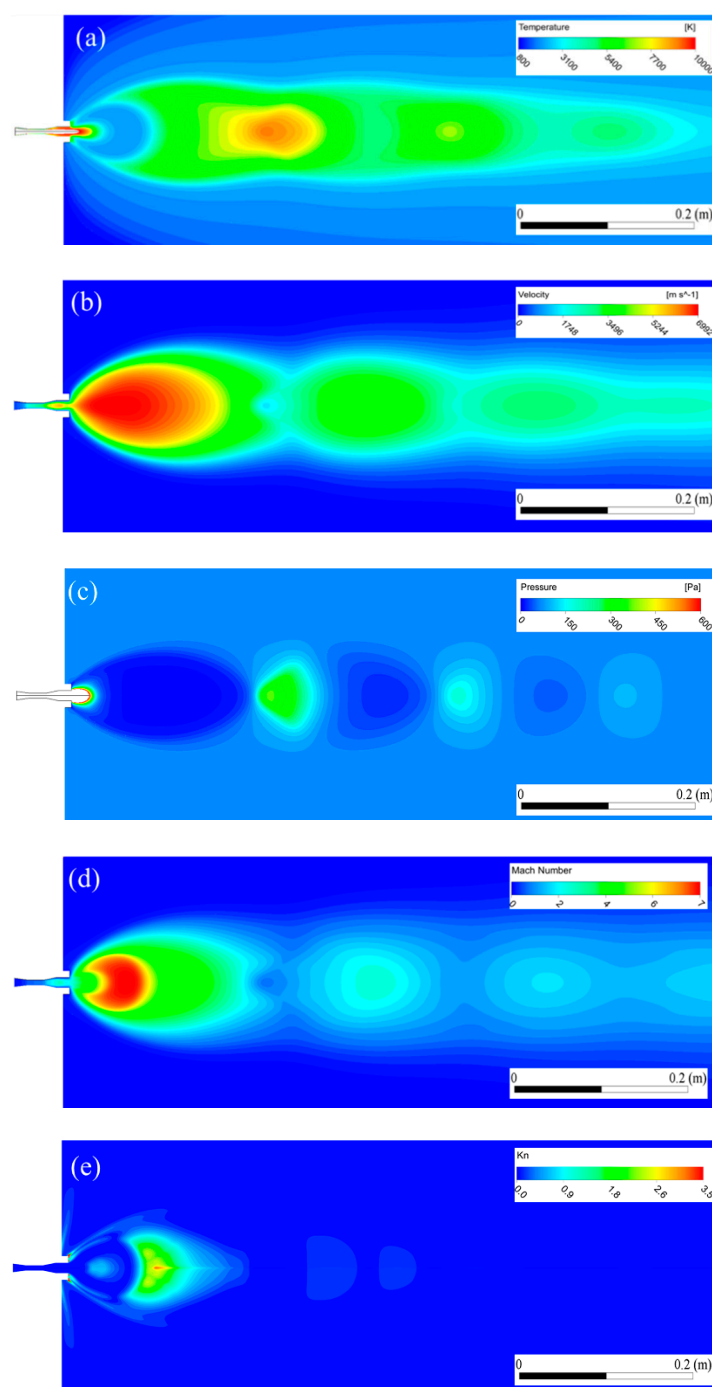 (a)
Temperature [K]
800 3100 5400 7700 10000
0 0.2 (m)
(b)
Velocity [m s^-1]
0 1748 3496 5244 6992
0 0.2 (m)
(c)
Pressure [Pa]
0 150 300 450 600
0 0.2 (m)
(d)
Mach Number
0 2 4 6 7
0 0.2 (m)
(e)
Kn
0.0 0.9 1.8 2.6 3.5
0 0.2 (m)